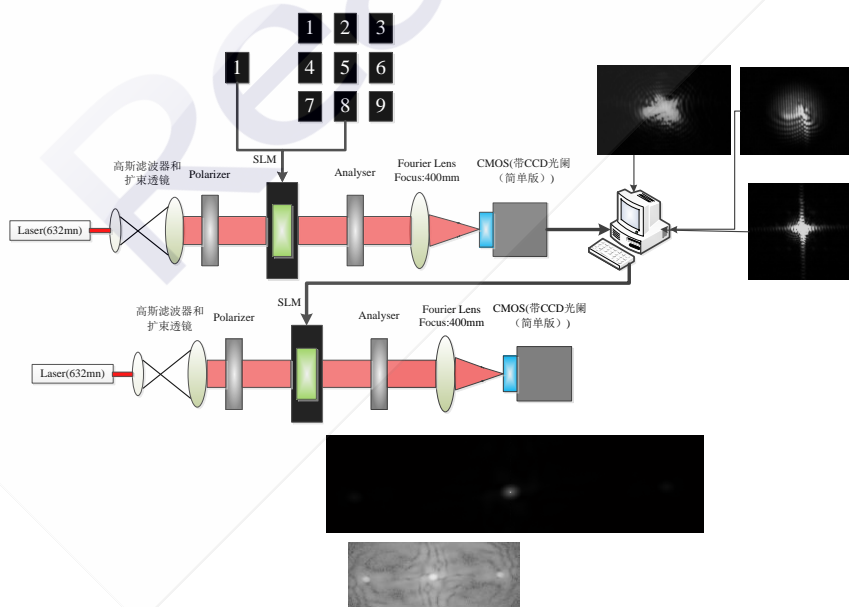 1 2 3
1 4 5 6
7 8 9
SLM
高斯滤波器和
扩束透镜
Polarizer
Analyser
Fourier Lens
Focus:400mm
CMOS(带CCD光阑
（简单版）)
Laser(632mn)
SLM
高斯滤波器和
扩束透镜
Polarizer
Analyser
Fourier Lens
Focus:400mm
CMOS(带CCD光阑
（简单版）)
Laser(632mn)